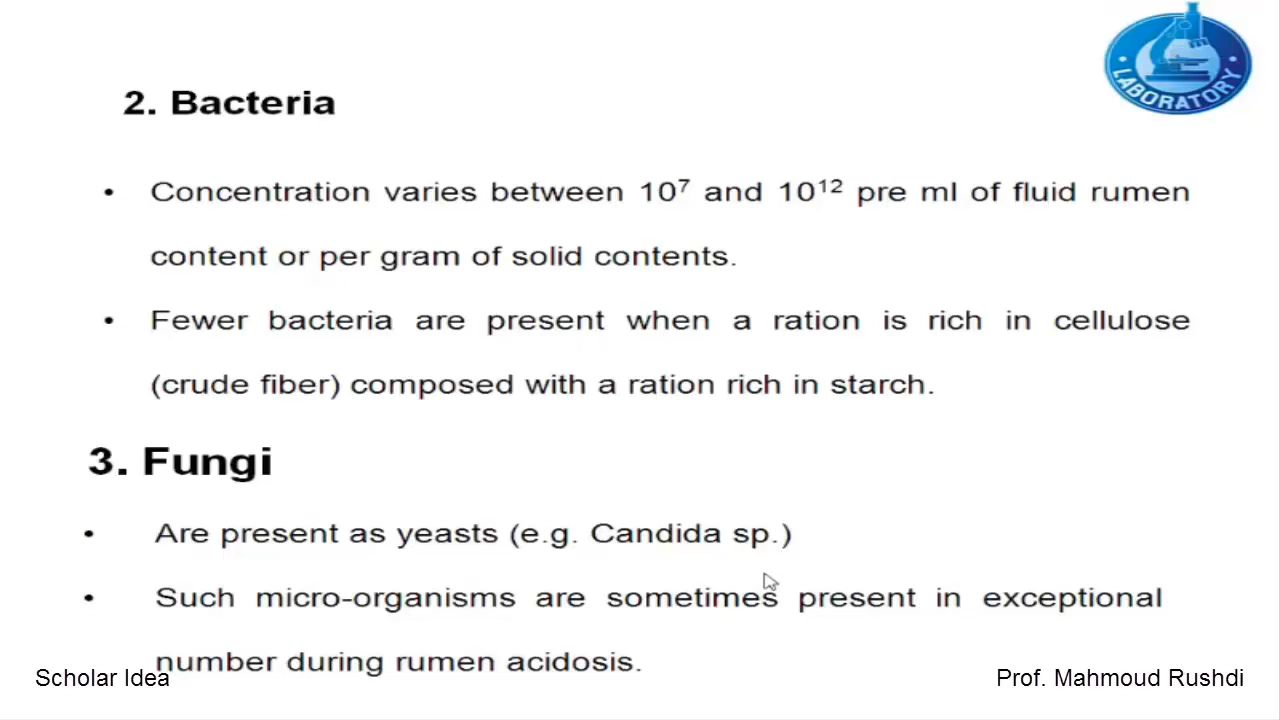 LABORATORY
2. Bacteria
• Concentration varies between 10⁷ and 10¹² pre ml of fluid rumen
content or per gram of solid contents.
• Fewer bacteria are present when a ration is rich in cellulose
(crude fiber) composed with a ration rich in starch.
3. Fungi
• Are present as yeasts (e.g. Candida sp.)
• Such micro-organisms are sometimes present in exceptional
number during rumen acidosis.
Scholar Idea
Prof. Mahmoud Rushdi